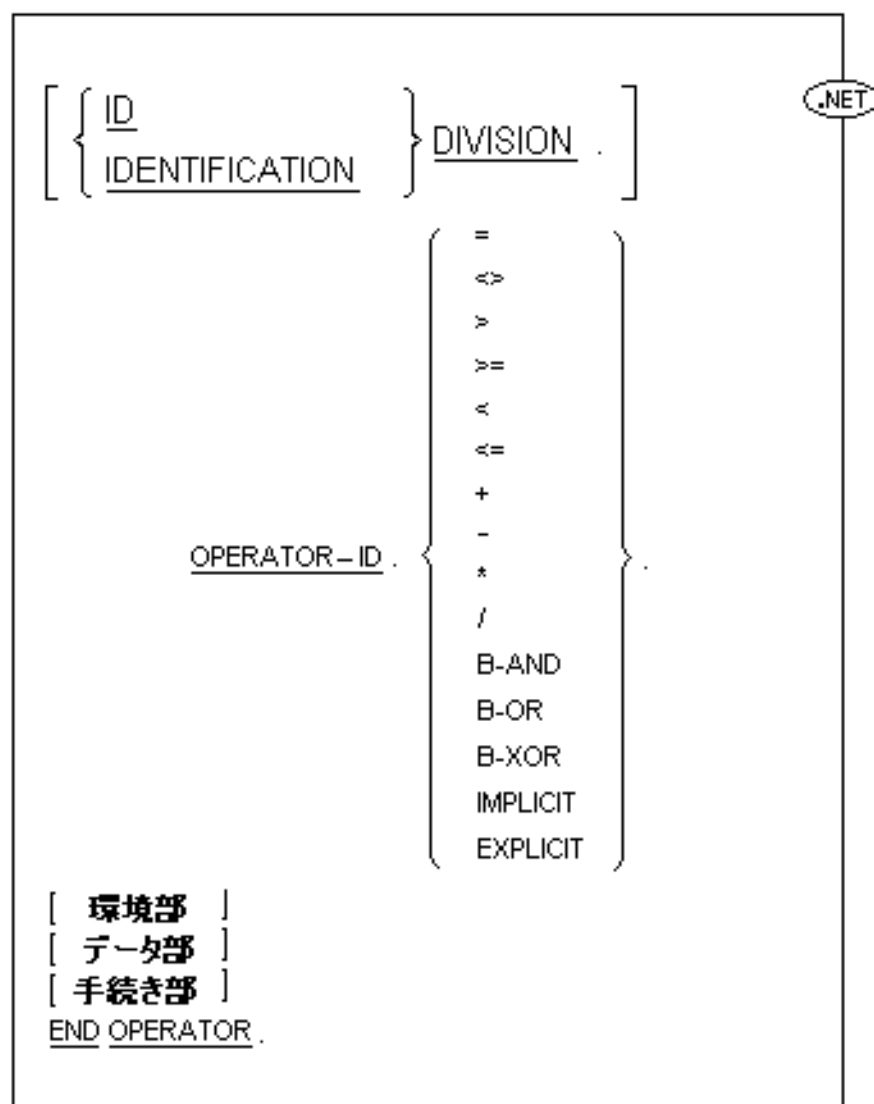 ID
.NET
IDENTIFICATION
DIVISION .
=
<>
>
>=
<
<=
+
-
OPERATOR – ID .
*
.
/
B-AND
B-OR
B-XOR
IMPLICIT
EXPLICIT
[ 環境部 ]
[ データ部 ]
[ 手続き部 ]
END OPERATOR .